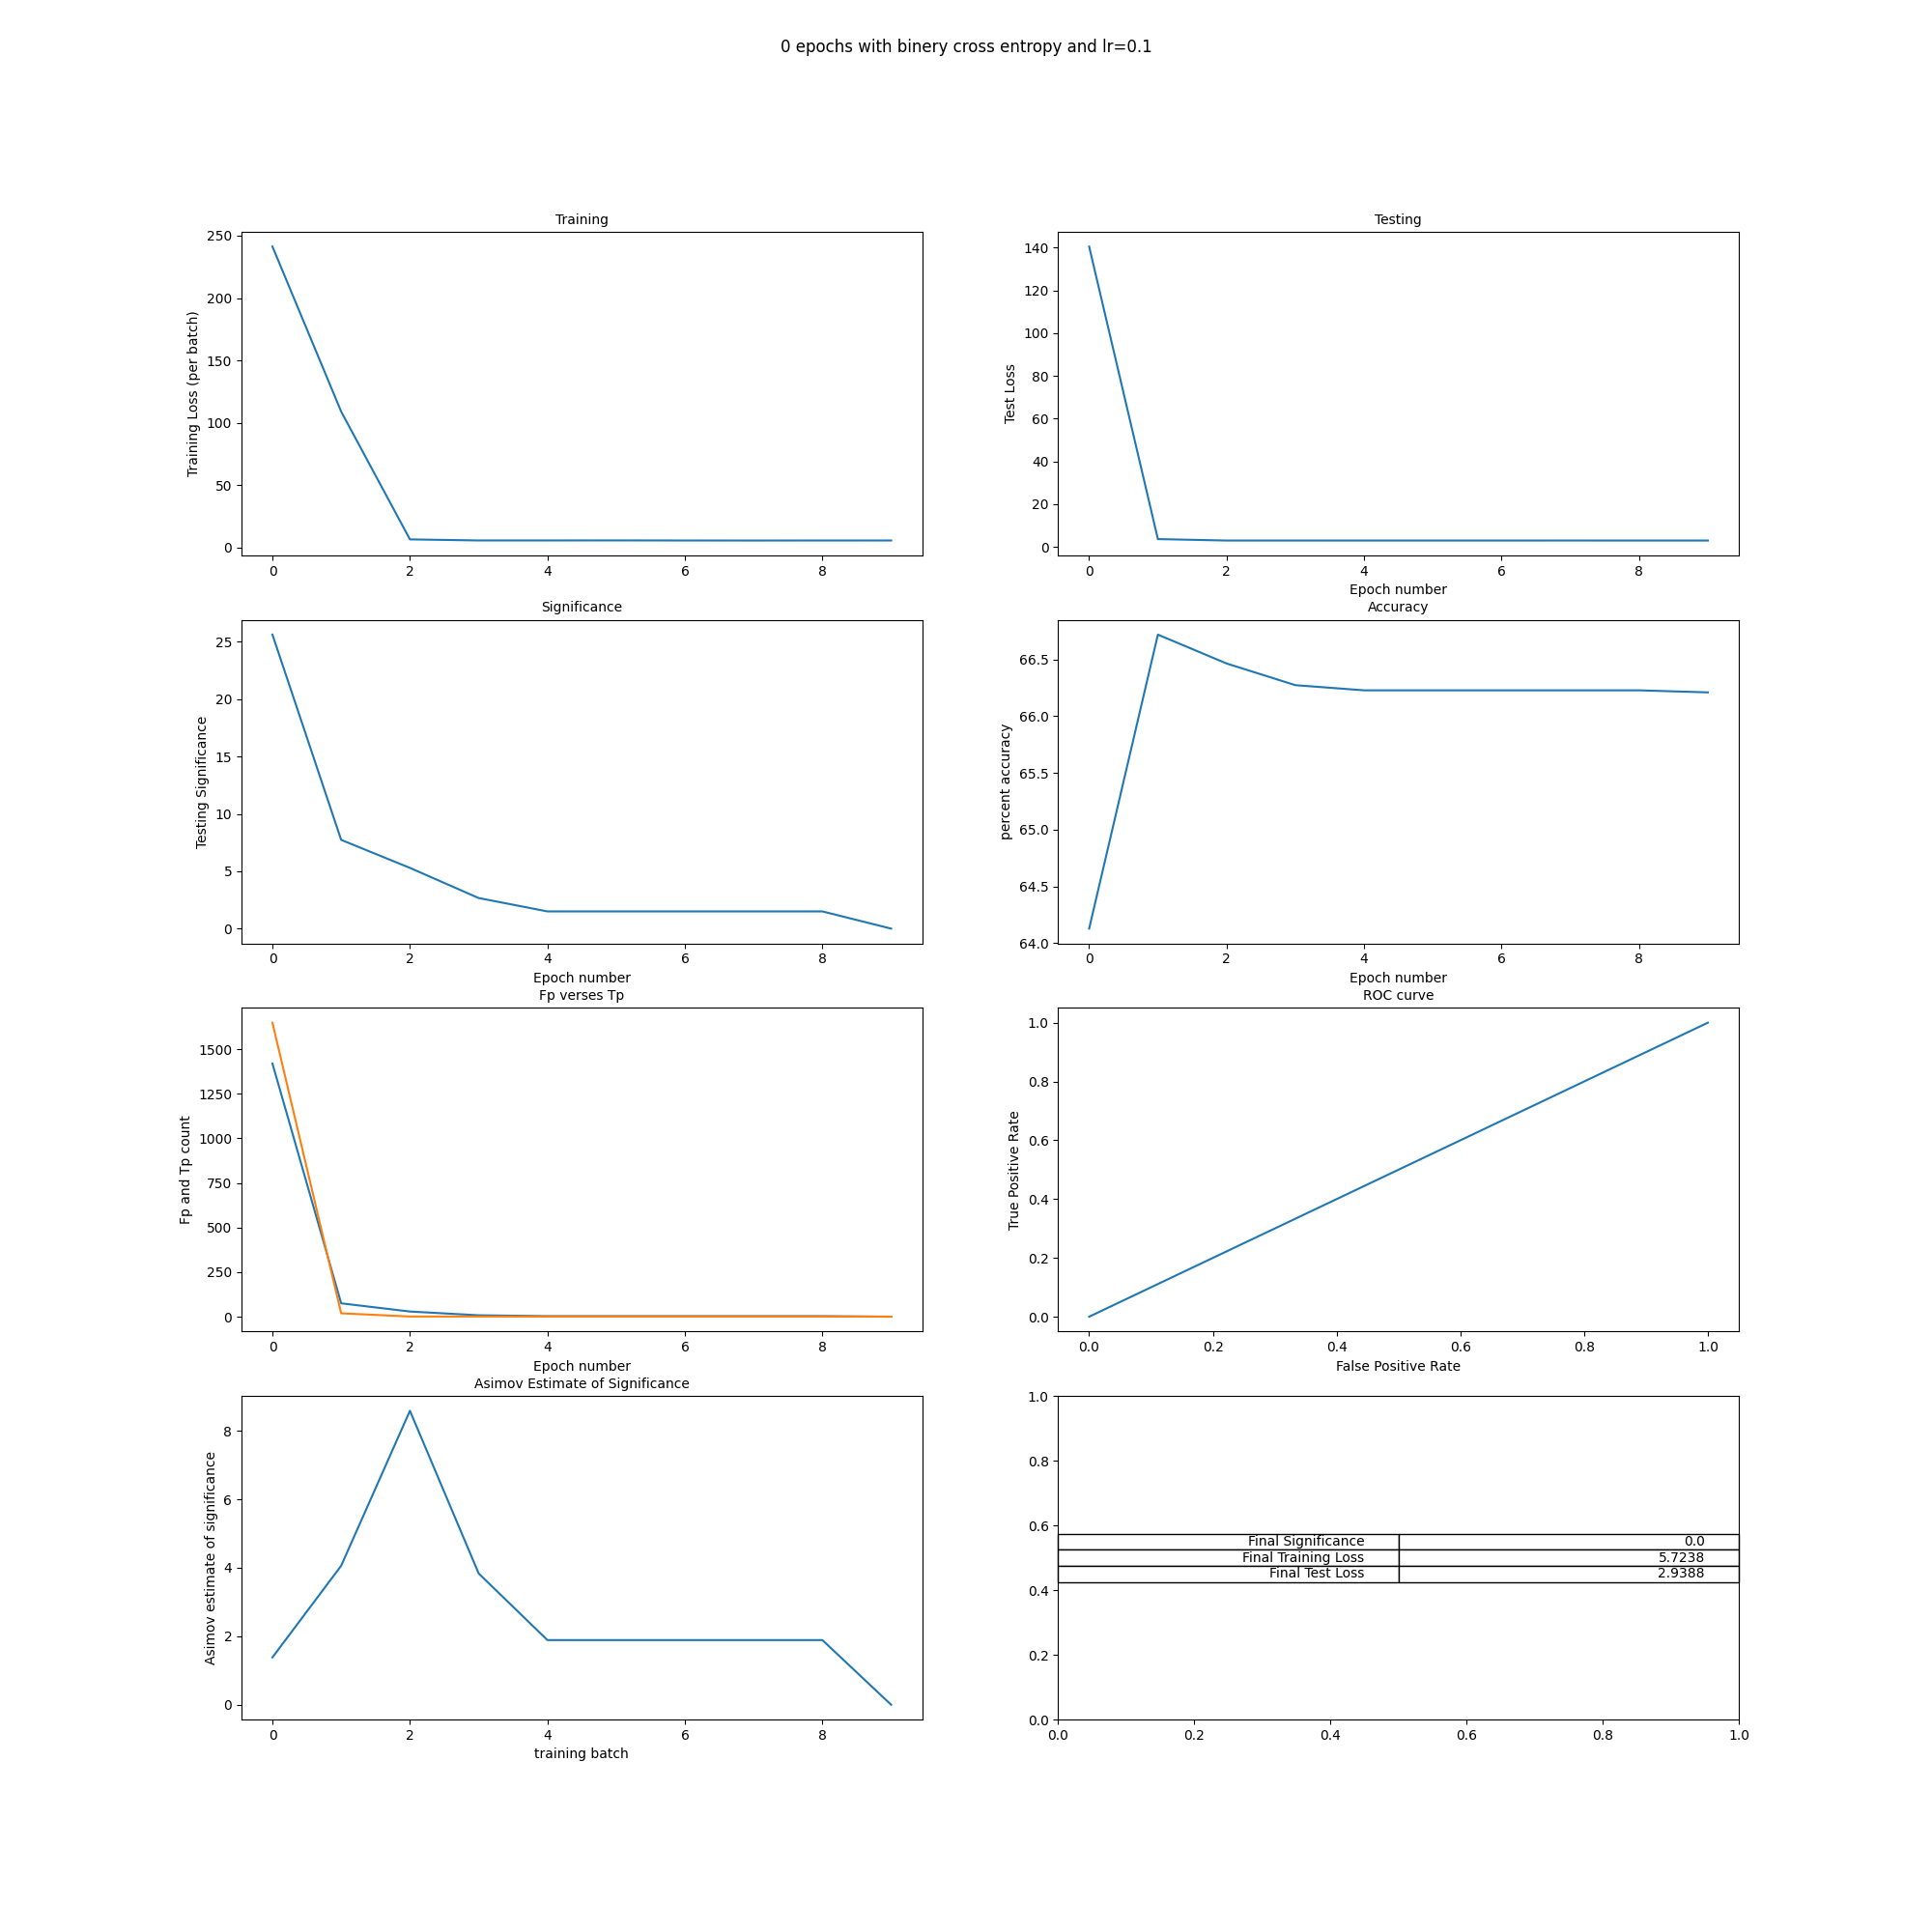 0 epochs with binery cross entropy and lr=0.1
Training
Training Loss (per batch)
250
200
150
100
50
0
0 2 4 6 8
Testing
Test Loss
140
120
100
80
60
40
20
0
0 2 4 6 8
Epoch number
Significance
Testing Significance
25
20
15
10
5
0
0 2 4 6 8
Epoch number
Accuracy
percent accuracy
66.5
66.0
65.5
65.0
64.5
64.0
0 2 4 6 8
Epoch number
Fp verses Tp
Fp and Tp count
1500
1250
1000
750
500
250
0
0 2 4 6 8
Epoch number
ROC curve
True Positive Rate
1.0
0.8
0.6
0.4
0.2
0.0
0.0 0.2 0.4 0.6 0.8 1.0
False Positive Rate
Asimov Estimate of Significance
Asimov estimate of significance
8
6
4
2
0
0 2 4 6 8
training batch
1.0
0.8
0.6
0.4
0.2
0.0
Final Significance 0.0
Final Training Loss 5.7238
Final Test Loss 2.9388
0.0 0.2 0.4 0.6 0.8 1.0